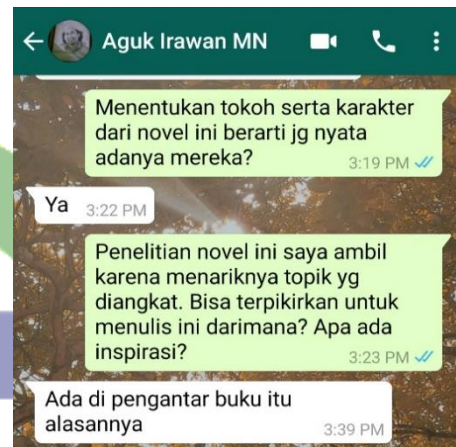 Aguk Irawan MN
Menentukan tokoh serta karakter
dari novel ini berarti jg nyata
adanya mereka?
3:19 PM
Ya 3:22 PM
Penelitian novel ini saya ambil
karena menariknya topik yg
diangkat. Bisa terpikirkan untuk
menulis ini darimana? Apa ada
inspirasi?
3:23 PM
Ada di pengantar buku itu
alasannya
3:39 PM